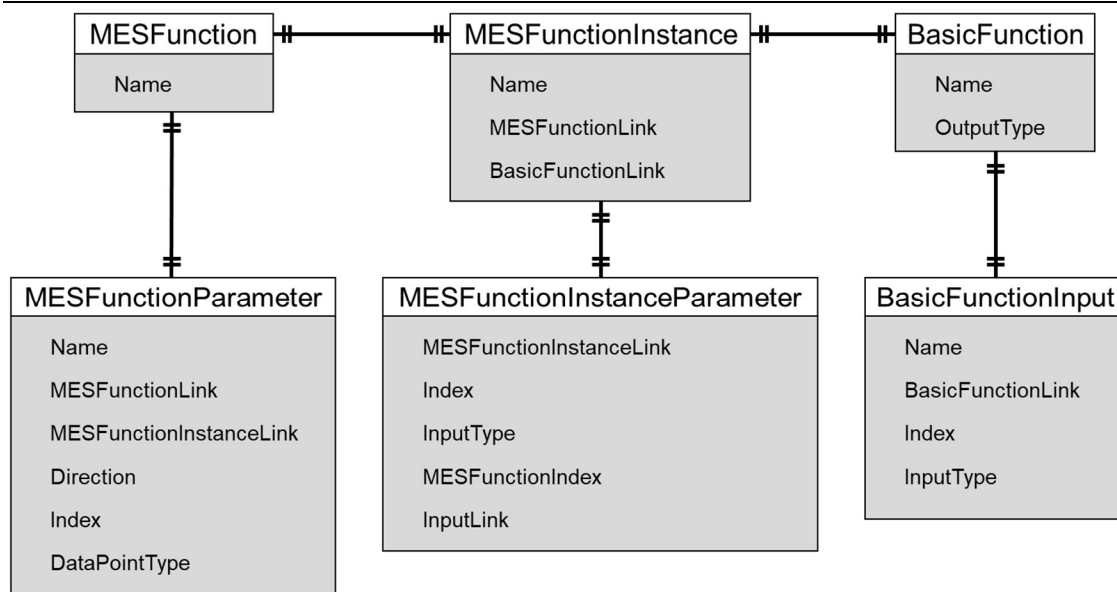 MESFunction
Name
MESFunctionInstance
Name
MESFunctionLink
BasicFunctionLink
BasicFunction
Name
OutputType
MESFunctionParameter
Name
MESFunctionLink
MESFunctionInstanceLink
Direction
Index
DataPointType
MESFunctionInstanceParameter
MESFunctionInstanceLink
Index
InputType
MESFunctionIndex
InputLink
BasicFunctionInput
Name
BasicFunctionLink
Index
InputType